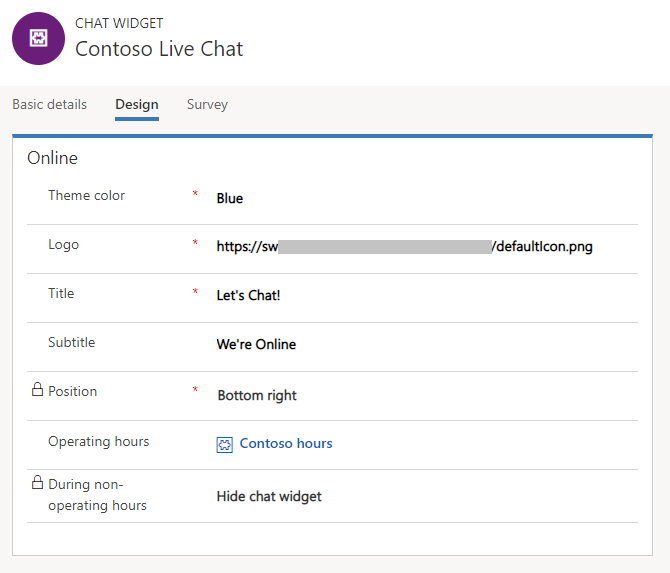 CHAT WIDGET
Contoso Live Chat
Basic details Design Survey
Online
Theme color * Blue
Logo * https://sw /defaultIcon.png
Title * Let's Chat!
Subtitle We're Online
Position * Bottom right
Operating hours Contoso hours
During non-
operating hours Hide chat widget